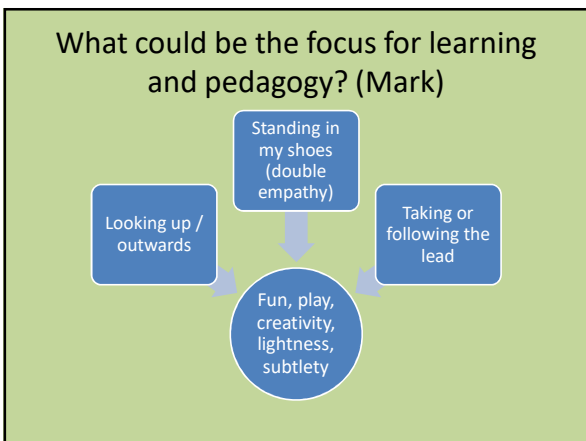 What could be the focus for learning
and pedagogy? (Mark)
Standing in
my shoes
(double
empathy)
Looking up /
outwards
Taking or
following the
lead
Fun, play,
creativity,
lightness,
subtlety